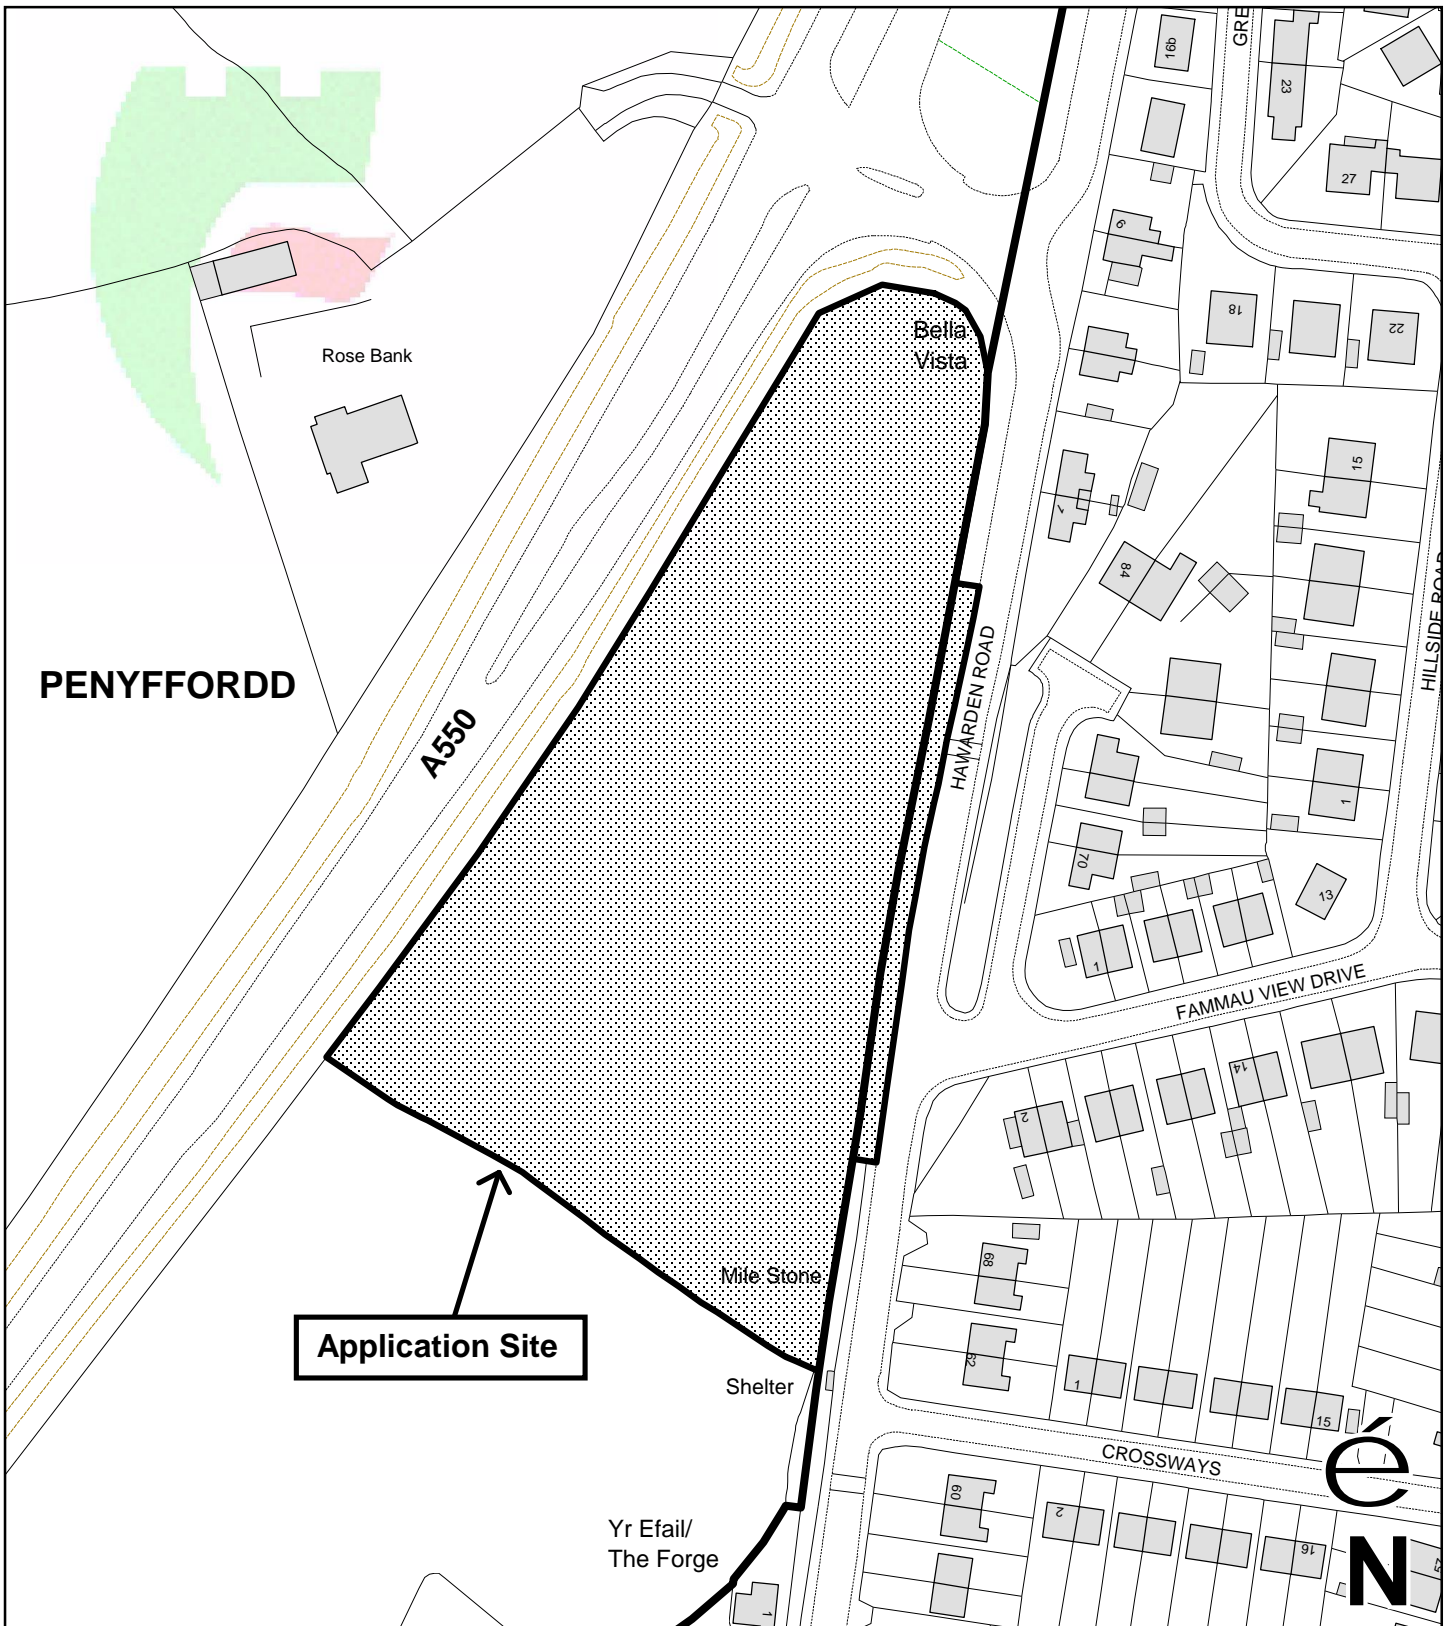 16b
GRE
23
27
9
18
22
Bella
Vista
Rose Bank
15
7
84
HILLSIDE ROAD
HAWARDEN ROAD
PENYFFORDD
A550
1
70
13
1
FAMMAU VIEW DRIVE
14
2
68
Mile Stone
Application Site
62
Shelter
1
15
é
CROSSWAYS
60
2
16
Yr Efail/
The Forge
N
1